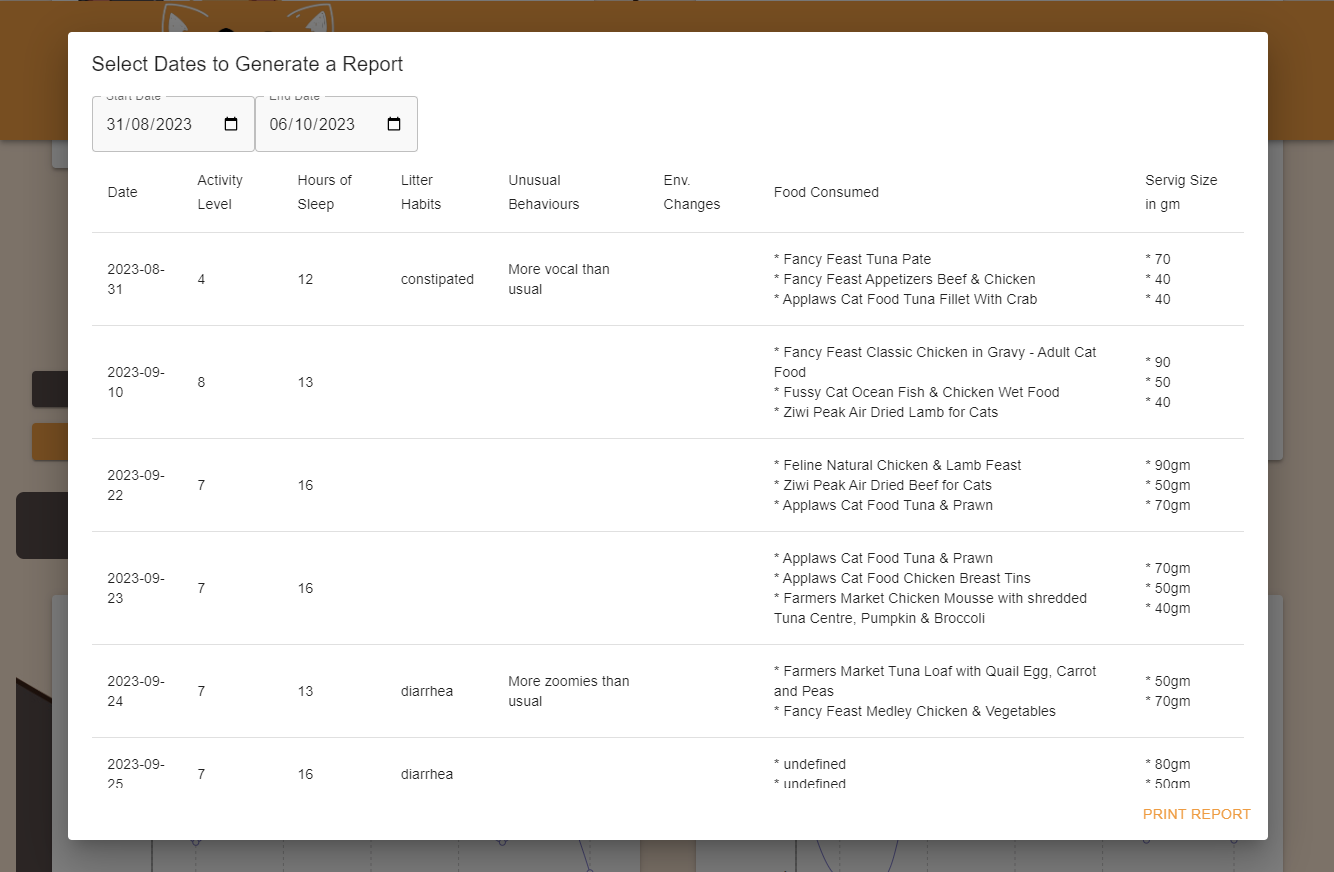 Select Dates to Generate a Report
Start Date End Date
31/08/2023 06/10/2023
Date Activity Level Hours of Sleep Litter Habits Unusual Behaviours Env. Changes Food Consumed Servig Size in gm
2023-08-
31
4
12
constipated
More vocal than
usual
* Fancy Feast Tuna Pate
* Fancy Feast Appetizers Beef & Chicken
* Applaws Cat Food Tuna Fillet With Crab
* 70
* 40
* 40
2023-09-
10
8
13
* Fancy Feast Classic Chicken in Gravy - Adult Cat
Food
* Fussy Cat Ocean Fish & Chicken Wet Food
* Ziwi Peak Air Dried Lamb for Cats
* 90
* 50
* 40
2023-09-
22
7
16
* Feline Natural Chicken & Lamb Feast
* Ziwi Peak Air Dried Beef for Cats
* Applaws Cat Food Tuna & Prawn
* 90gm
* 50gm
* 70gm
2023-09-
23
7
16
* Applaws Cat Food Tuna & Prawn
* Applaws Cat Food Chicken Breast Tins
* Farmers Market Chicken Mousse with shredded
Tuna Centre, Pumpkin & Broccoli
* 70gm
* 50gm
* 40gm
2023-09-
24
7
13
diarrhea
More zoomies than
usual
* Farmers Market Tuna Loaf with Quail Egg, Carrot
and Peas
* Fancy Feast Medley Chicken & Vegetables
* 50gm
* 70gm
2023-09-
25
7
16
diarrhea
* undefined
* undefined
* 80gm
* 50gm
PRINT REPORT